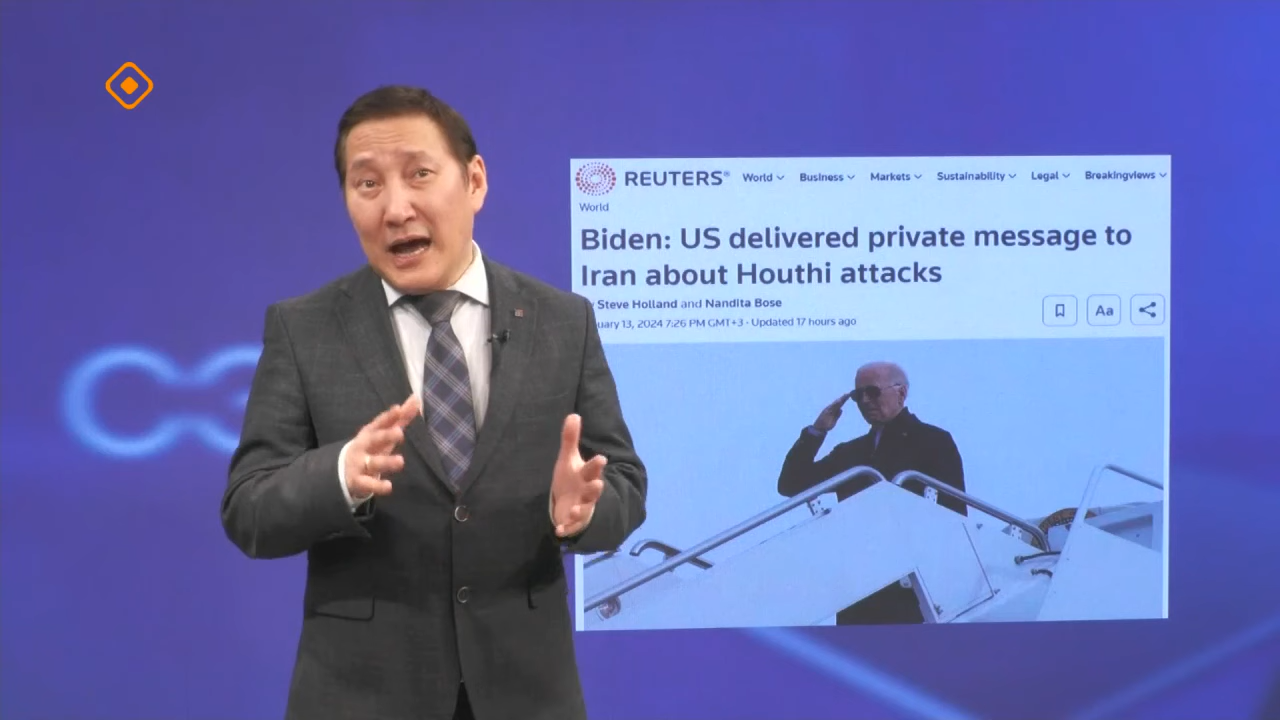 REUTERS®
World Business Markets Sustainability Legal Breakingviews
World
Biden: US delivered private message to
Iran about Houthi attacks
Steve Holland and Nandita Bose
uary 13, 2024 7:26 PM GMT+3 · Updated 17 hours ago
Aa